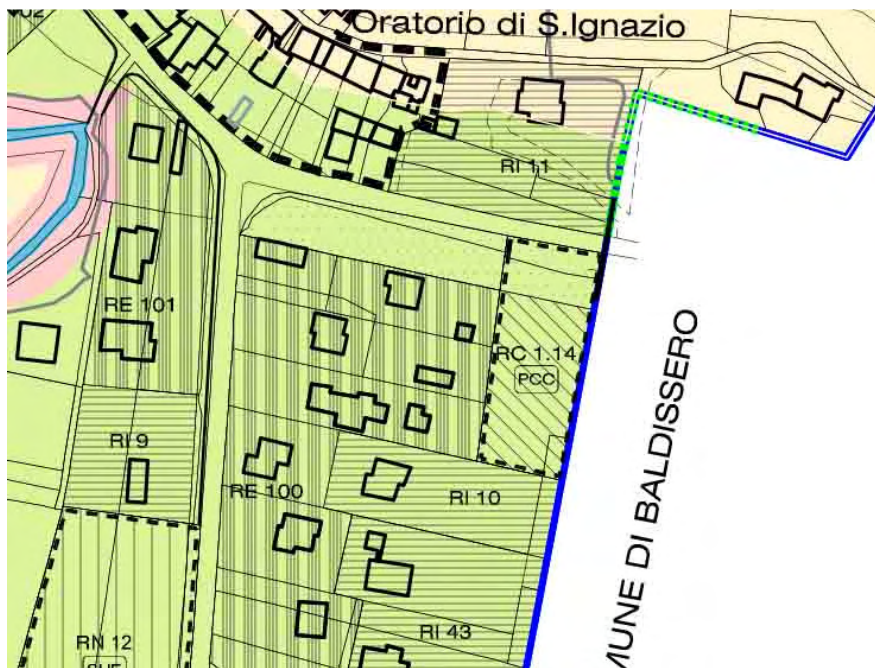 Oratorio di S.Ignazio
RI 11
RE 101
RC 1.14
PCC
RI 9
RE 100
RI 10
RN 12
RI 43
MUNE DI BALDISSERO